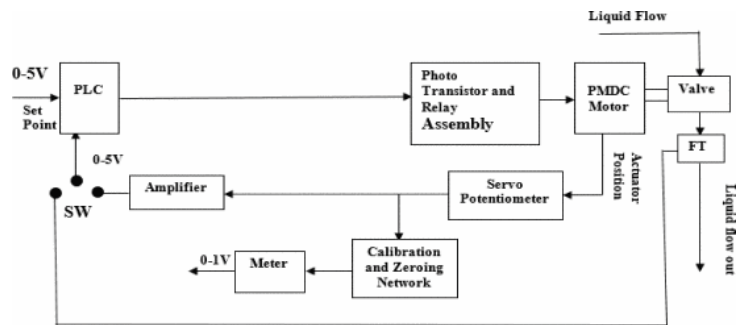 Liquid Flow
0-5V
Set
Point
PLC
Photo
Transistor and
Relay
Assembly
PMDC
Motor
Valve
FT
0-5V
SW
Amplifier
Servo
Potentiometer
Actuator
Position
Liquid flow out
0-1V
Meter
Calibration
and Zeroing
Network